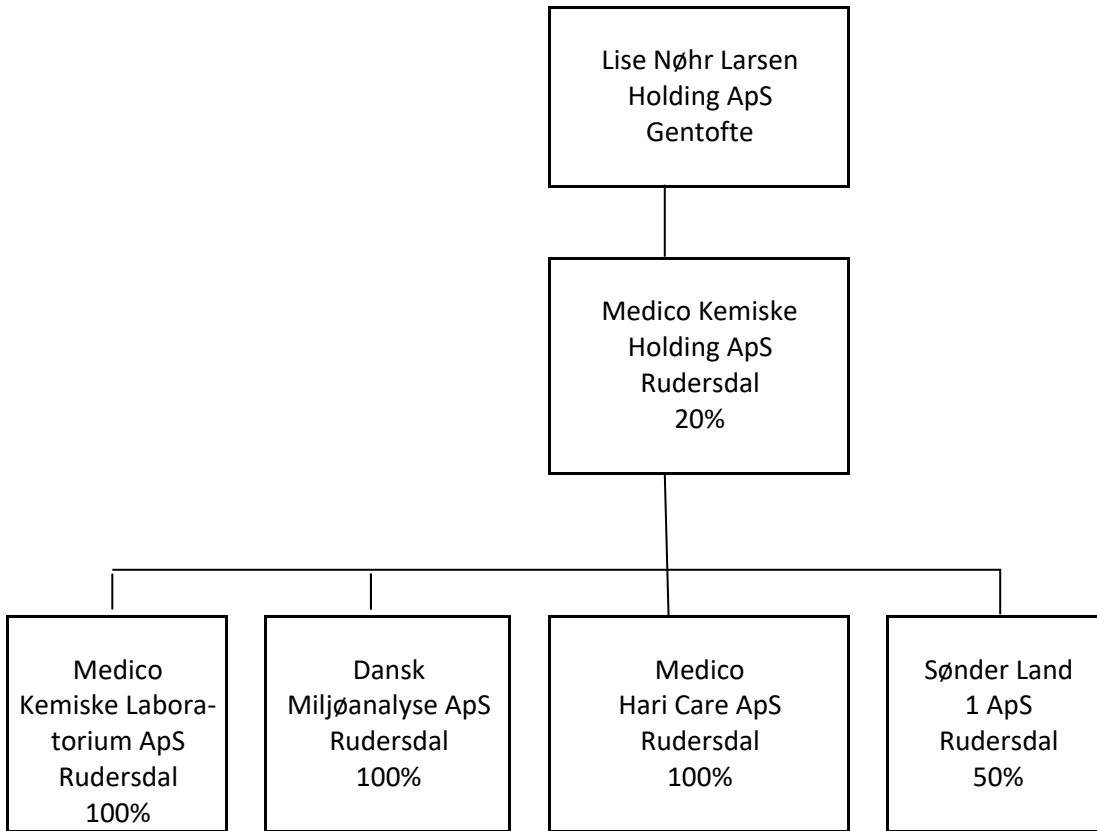 Lise Nøhr Larsen
Holding ApS
Gentofte
Medico Kemiske
Holding ApS
Rudersdal
20%
Medico
Kemiske Labora-
torium ApS
Rudersdal
100%
Dansk
Miljøanalyse ApS
Rudersdal
100%
Medico
Hari Care ApS
Rudersdal
100%
Sønder Land
1 ApS
Rudersdal
50%